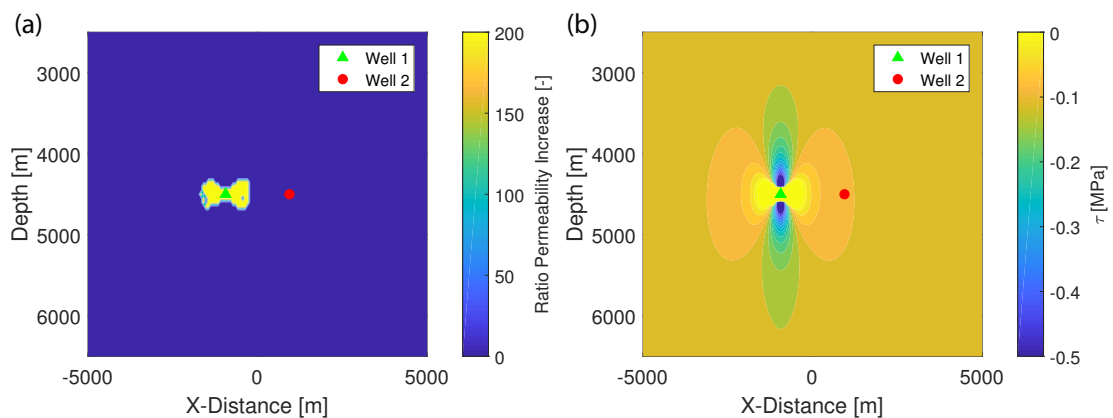 (a)
Well 1
Well 2
3000
4000
5000
6000
Depth [m]
-5000
0
5000
X-Distance [m]
200
150
100
50
0
Ratio Permeability Increase [-]
(b)
Well 1
Well 2
3000
4000
5000
6000
Depth [m]
-5000
0
5000
X-Distance [m]
0
-0.1
-0.2
-0.3
-0.4
-0.5
τ [MPa]